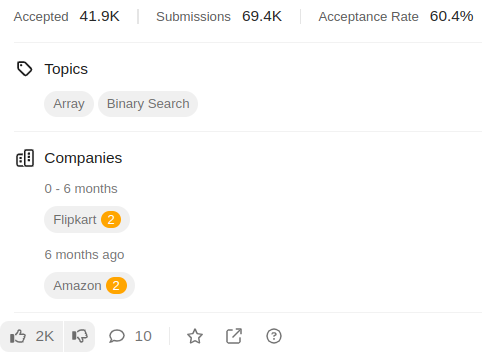 Accepted 41.9K Submissions 69.4K Acceptance Rate 60.4%
Topics
Array Binary Search
Companies
0 - 6 months
Flipkart 2
6 months ago
Amazon 2
2K 10